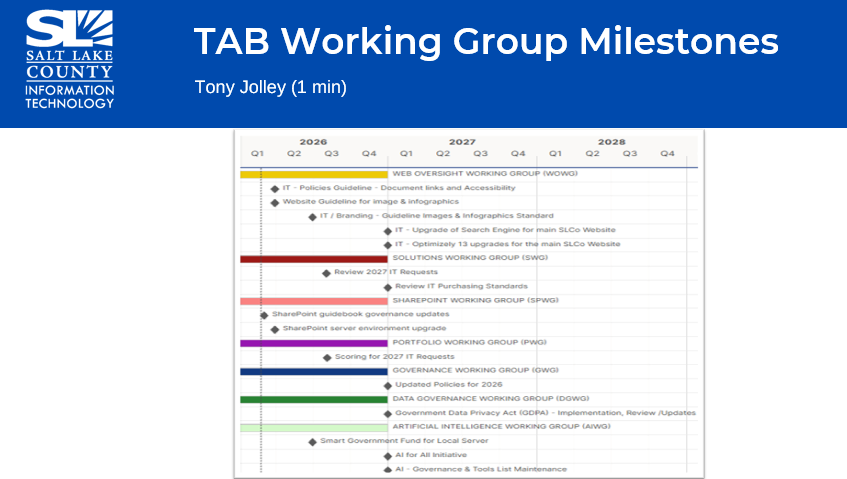 SL
SALT LAKE
COUNTY
INFORMATION
TECHNOLOGY
TAB Working Group Milestones
Tony Jolley (1 min)
2026 2027 2028
Q1 Q2 Q3 Q4 Q1 Q2 Q3 Q4 Q1 Q2 Q3 Q4
WEB OVERSIGHT WORKING GROUP (WOWG)
IT - Policies Guideline - Document links and Accessibility
Website Guideline for image & infographics
IT / Branding - Guideline Images & Infographics Standard
IT - Upgrade of Search Engine for main SLCo Website
IT - Optimizely 13 upgrades for the main SLCo Website
SOLUTIONS WORKING GROUP (SWG)
Review 2027 IT Requests
Review IT Purchasing Standards
SHAREPOINT WORKING GROUP (SPWG)
SharePoint guidebook governance updates
SharePoint server environment upgrade
PORTFOLIO WORKING GROUP (PWG)
Scoring for 2027 IT Requests
GOVERNANCE WORKING GROUP (GWG)
Updated Policies for 2026
DATA GOVERNANCE WORKING GROUP (DGWG)
Government Data Privacy Act (GDPA) - Implementation, Review /Updates
ARTIFICIAL INTELLIGENCE WORKING GROUP (AIWG)
Smart Government Fund for Local Server
AI for All Initiative
AI - Governance & Tools List Maintenance